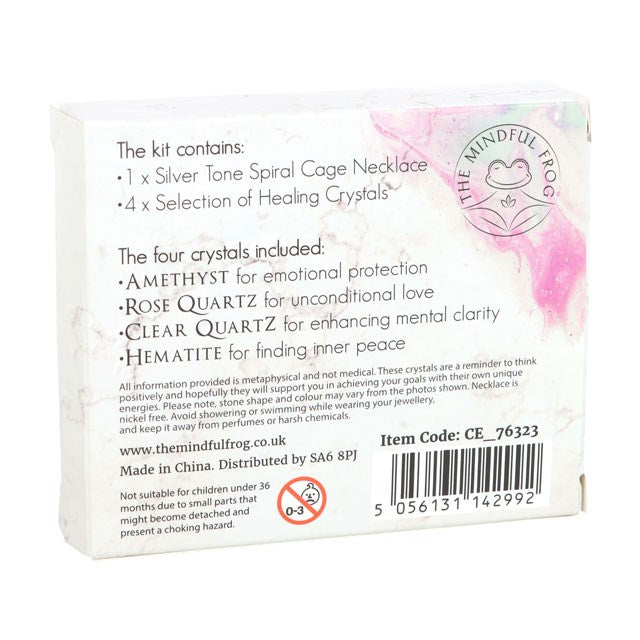 THE MINDFUL FROG
The kit contains:
• 1 x Silver Tone Spiral Cage Necklace
• 4 x Selection of Healing Crystals
The four crystals included:
• AMETHYST for emotional protection
• ROSE QUARTZ for unconditional love
• CLEAR QUARTZ for enhancing mental clarity
• HEMATITE for finding inner peace
All information provided is metaphysical and not medical. These crystals are a reminder to think
positively and hopefully they will support you in achieving your goals with their own unique
energies. Please note, stone shape and colour may vary from the photos shown. Necklace is
nickel free. Avoid showering or swimming while wearing your jewellery,
and keep it away from perfumes or harsh chemicals.
www.themindfulfrog.co.uk
Made in China. Distributed by SA6 8PJ
Item Code: CE_76323
Not suitable for children under 36
months due to small parts that
might become detached and
present a choking hazard.
0-3
5 056131 142992